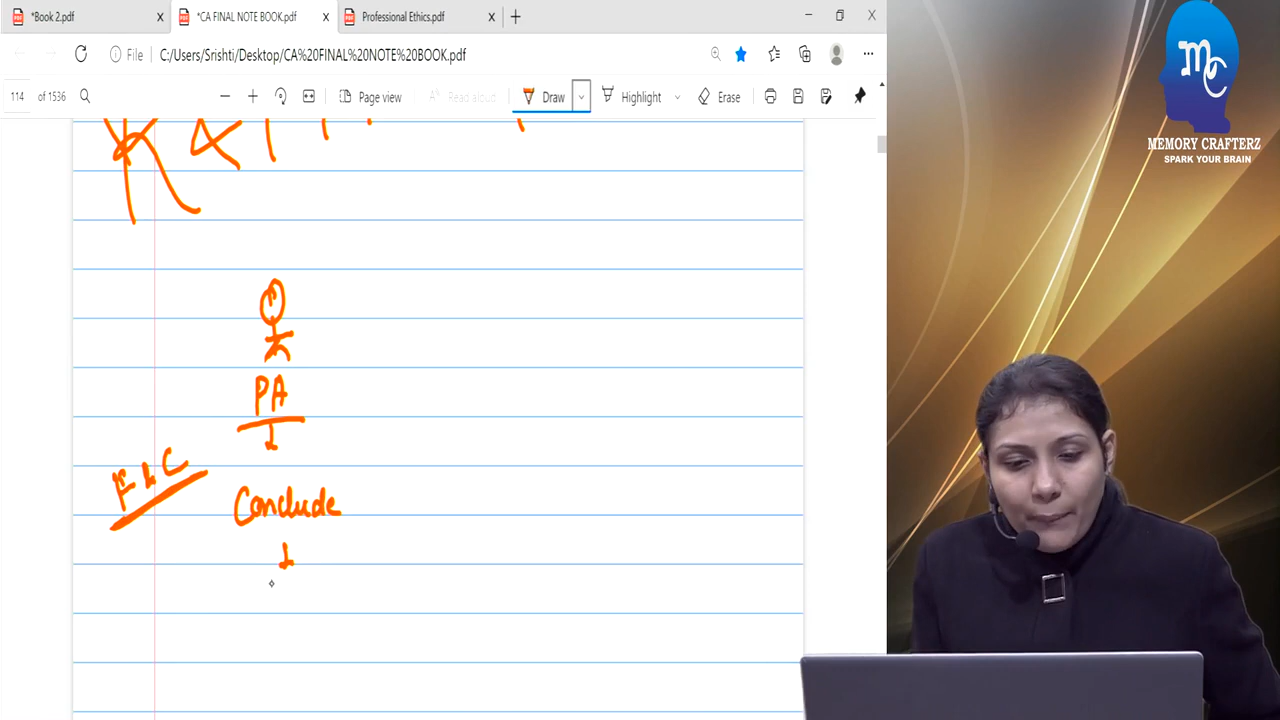 *Book 2.pdf
*CA FINAL NOTE BOOK.pdf
Professional Ethics.pdf
File
C:/Users/Srishti/Desktop/CA%20FINAL%20NOTE%20BOOK.pdf
114 of 1536
Page view
Read aloud
Draw
Highlight
Erase
PA
Conclude
MC
MEMORY CRAFTERZ
SPARK YOUR BRAIN